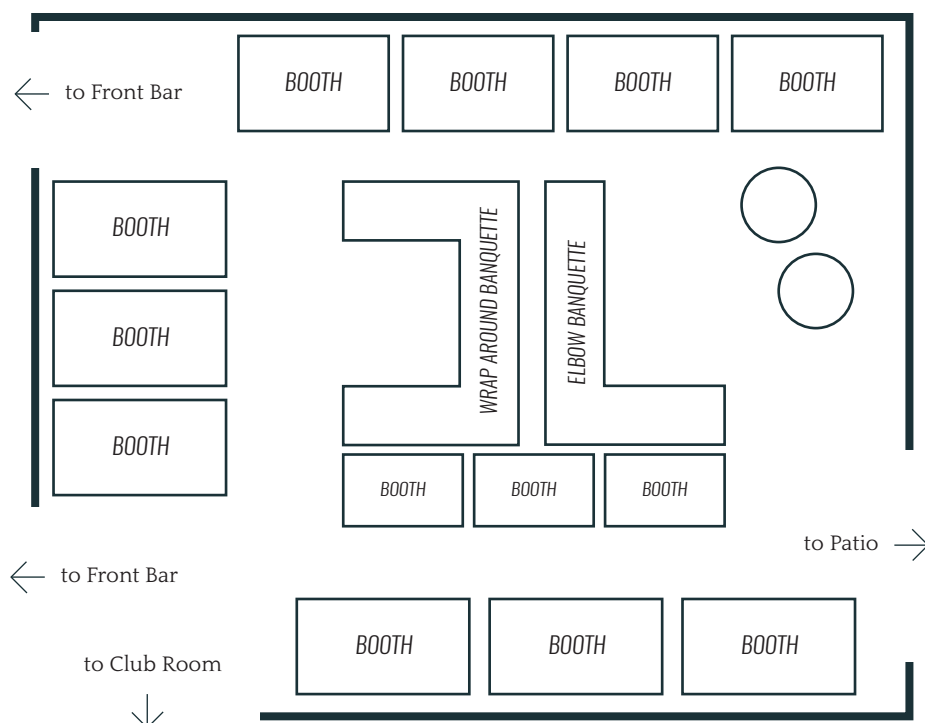 BOOTH
BOOTH
BOOTH
BOOTH
to Front Bar
BOOTH
BOOTH
BOOTH
WRAP AROUND BANQUETTE
ELBOW BANQUETTE
BOOTH
BOOTH
BOOTH
to Patio
to Front Bar
BOOTH
BOOTH
BOOTH
to Club Room